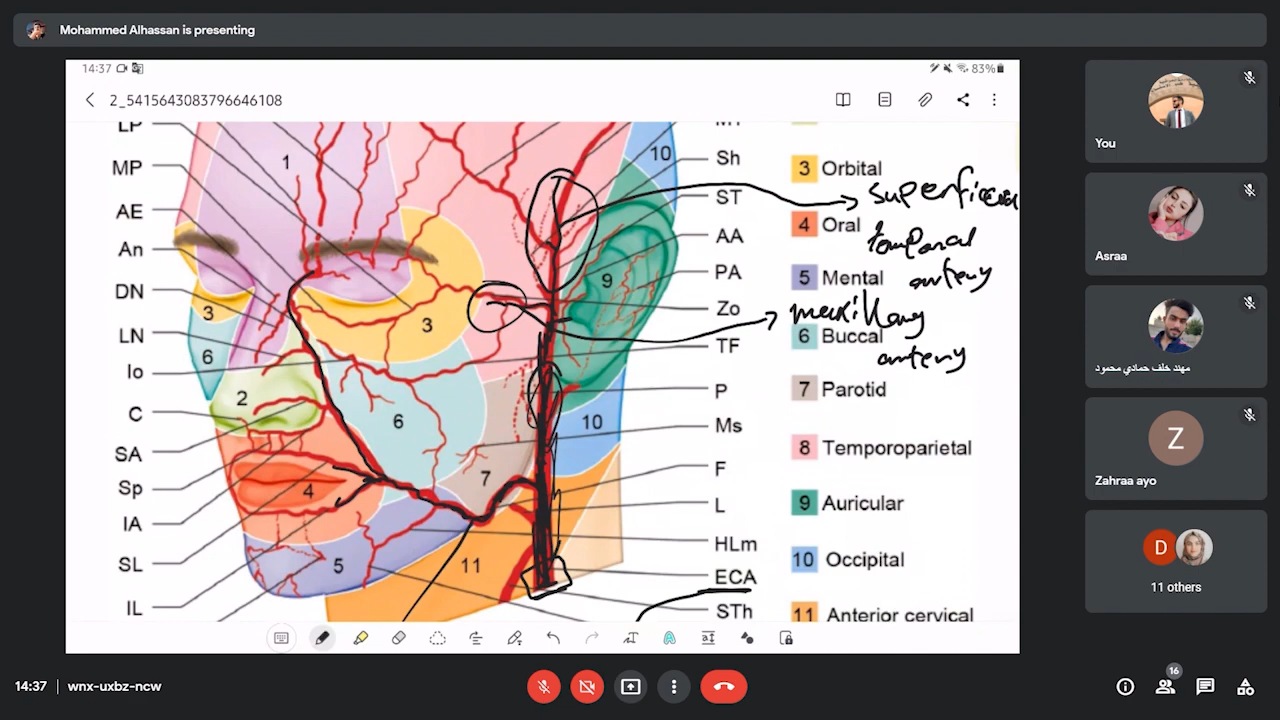 Mohammed Alhassan is presenting
14:37
83%
2_5415643083796646108
LP
MP
AE
An
DN
LN
Io
C
SA
Sp
IA
SL
IL
1
3
6
2
4
5
3
6
7
11
10
9
10
Sh
ST
AA
PA
Zo
TF
P
Ms
F
L
HLm
ECA
STh
3 Orbital
superficial
4 Oral
temporal
artery
5 Mental
maxillary
6 Buccal
artery
7 Parotid
8 Temporoparietal
9 Auricular
10 Occipital
11 Anterior cervical
You
Asraa
مهند خلف حمادي محمود
Z
Zahraa ayo
D
11 others
14:37 | wnx-uxbz-ncw
16